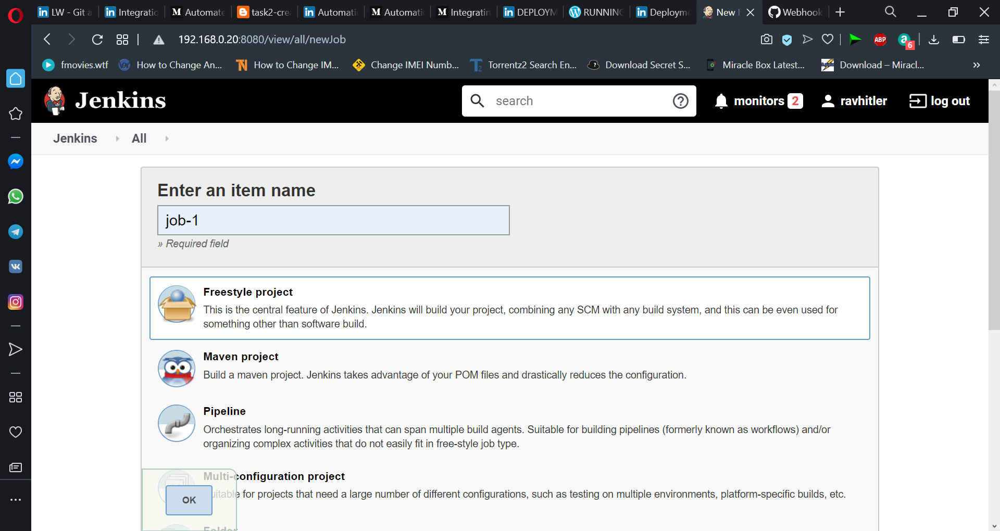 LW - Git a
Integratio
Automate
task2-cre
Automatic
Automati
Integratin
DEPLOYM
RUNNING
Deployme
New I
Webhook
192.168.0.20:8080/view/all/newJob
ABP
6
fmovies.wtf
How to Change An...
How to Change IM...
Change IMEI Numb...
Torrentz2 Search En...
Download Secret S...
Miracle Box Latest...
Download – Miracl...
»
Jenkins
search
monitors 2
ravhitler
log out
Jenkins
All
Enter an item name
job-1
» Required field
Freestyle project
This is the central feature of Jenkins. Jenkins will build your project, combining any SCM with any build system, and this can be even used for
something other than software build.
Maven project
Build a maven project. Jenkins takes advantage of your POM files and drastically reduces the configuration.
Pipeline
Orchestrates long-running activities that can span multiple build agents. Suitable for building pipelines (formerly known as workflows) and/or
organizing complex activities that do not easily fit in free-style job type.
Multi-configuration project
uitable for projects that need a large number of different configurations, such as testing on multiple environments, platform-specific builds, etc.
OK
Folder